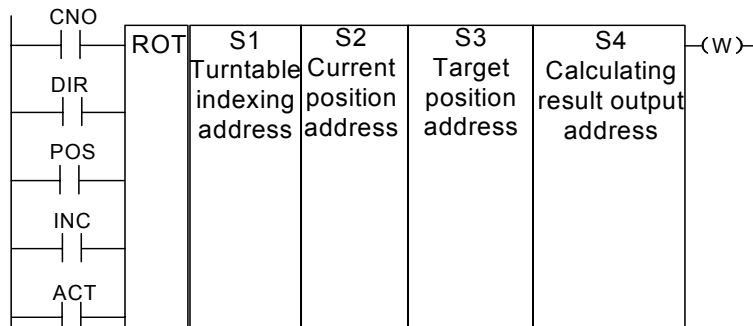 CNO
ROT
S1
Turntable
indexing
address
S2
Current
position
address
S3
Target
position
address
S4
Calculating
result output
address
(W)
DIR
POS
INC
ACT